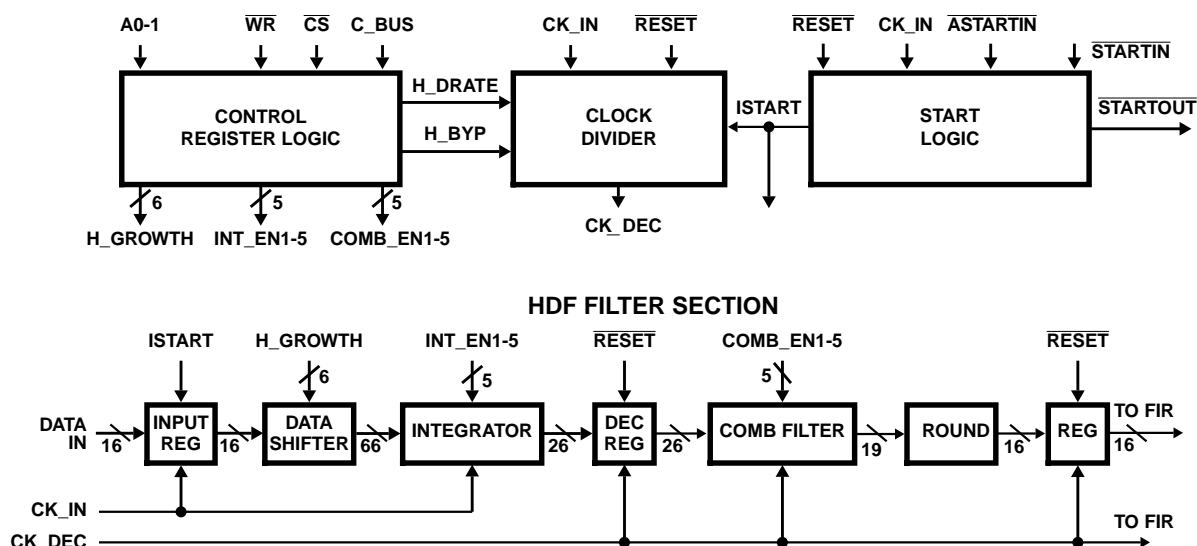 A0-1 WR CS C_BUS CK_IN RESET RESET CK_IN ASTARTIN STARTIN
CONTROL REGISTER LOGIC
H_DRATE
H_BYP
CLOCK DIVIDER
ISTART
START LOGIC
STARTOUT
6 5 5
H_GROWTH INT_EN1-5 COMB_EN1-5 CK_DEC
HDF FILTER SECTION
ISTART H_GROWTH INT_EN1-5 RESET COMB_EN1-5 RESET
6 5 5
DATA IN
16
INPUT REG
16
DATA SHIFTER
66
INTEGRATOR
26
DEC REG
26
COMB FILTER
19
ROUND
16
REG
TO FIR
16
CK_IN
CK_DEC TO FIR